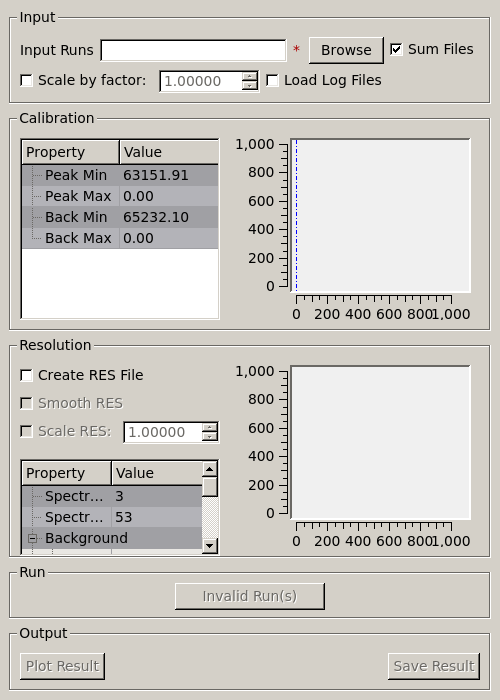 Input
Input Runs * Browse Sum Files
Scale by factor: 1.00000 Load Log Files
Calibration
Property Value
Peak Min 63151.91
Peak Max 0.00
Back Min 65232.10
Back Max 0.00
1,000
800
600
400
200
0
0 200 400 600 800 1,000
Resolution
Create RES File
Smooth RES
Scale RES: 1.00000
Property Value
Spectr... 3
Spectr... 53
Background
1,000
800
600
400
200
0
0 200 400 600 800 1,000
Run
Invalid Run(s)
Output
Plot Result Save Result